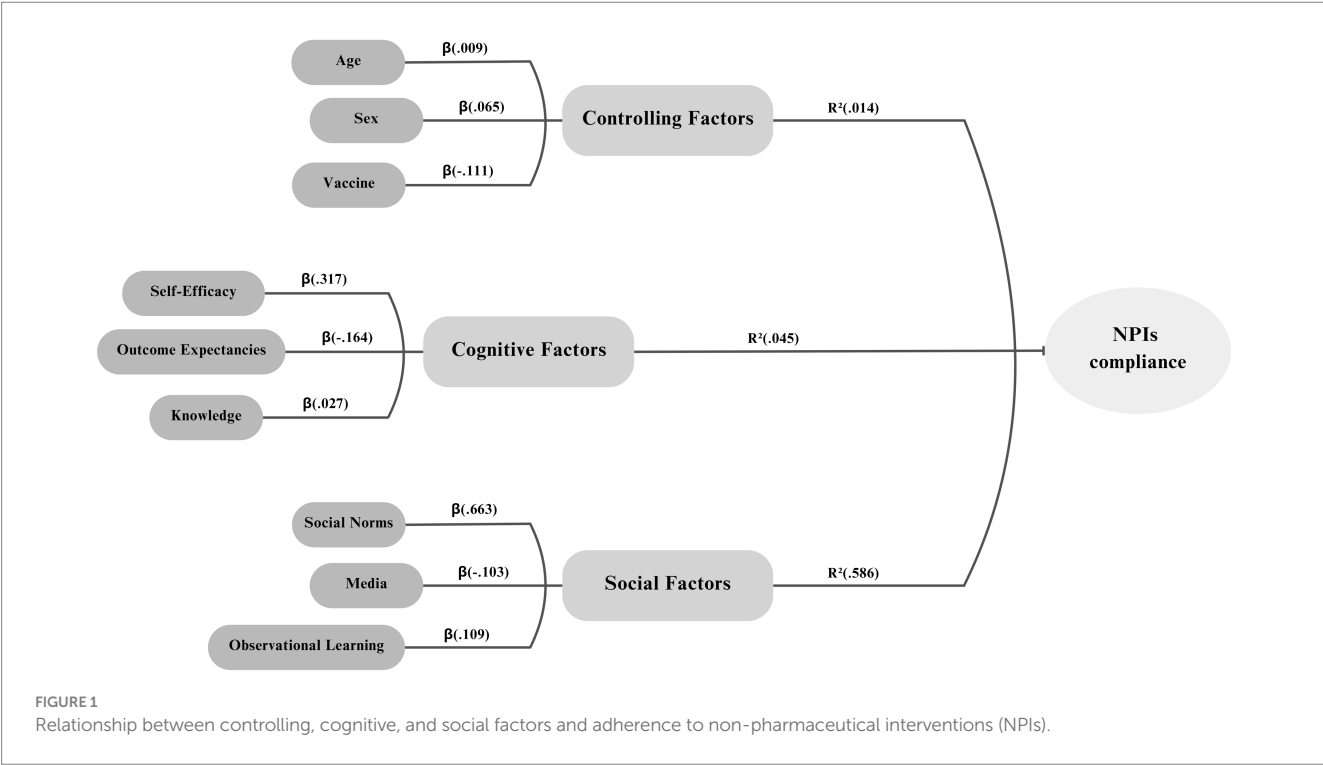 Age
β(.009)
Sex
β(.065)
Vaccine
β(-.111)
Controlling Factors
R²(.014)
Self-Efficacy
β(.317)
Outcome Expectancies
β(-.164)
Knowledge
β(.027)
Cognitive Factors
R²(.045)
NPIs
compliance
Social Norms
β(.663)
Media
β(-.103)
Observational Learning
β(.109)
Social Factors
R²(.586)
FIGURE 1
Relationship between controlling, cognitive, and social factors and adherence to non-pharmaceutical interventions (NPIs).